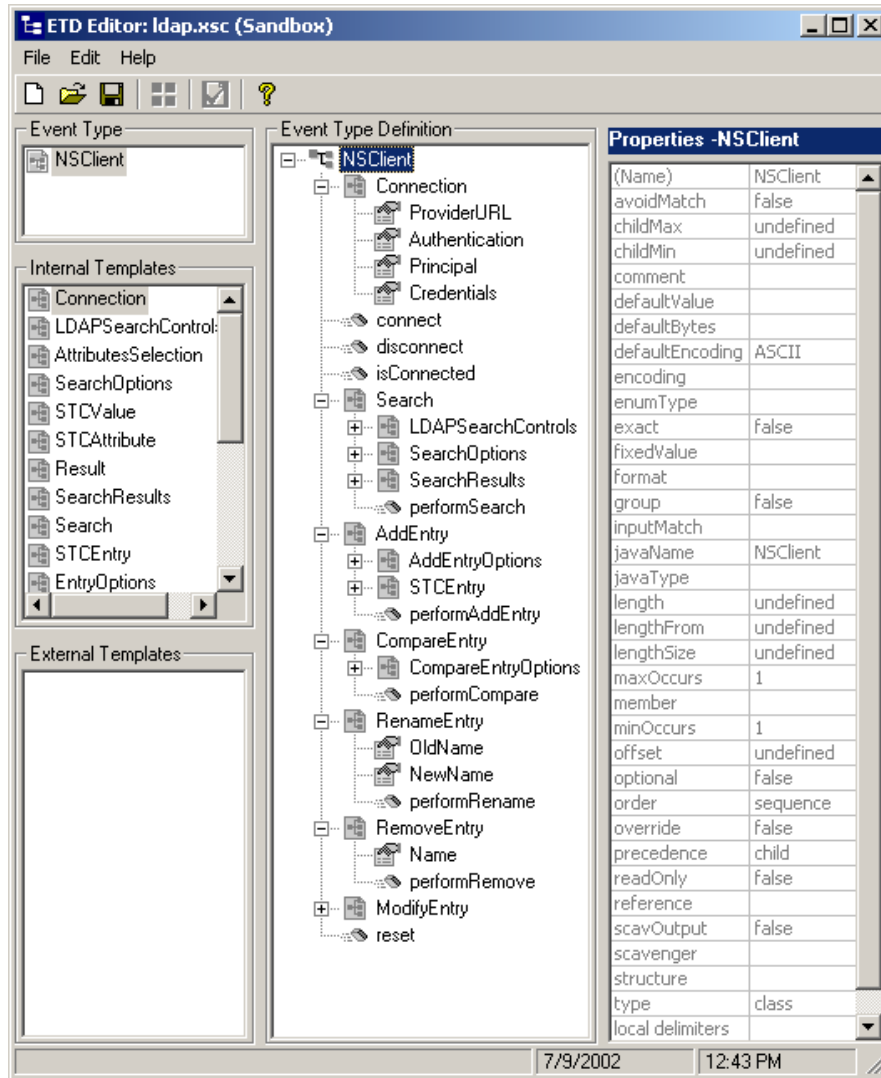 ETD Editor: ldap.xsc (Sandbox)
File Edit Help
Event Type
NSClient
Internal Templates
Connection
LDAPSearchControl
AttributesSelection
SearchOptions
STCValue
STCAttribute
Result
SearchResults
Search
STCEntry
EntryOptions
External Templates
Event Type Definition
NSClient
Connection
ProviderURL
Authentication
Principal
Credentials
connect
disconnect
isConnected
Search
LDAPSearchControls
SearchOptions
SearchResults
performSearch
AddEntry
AddEntryOptions
STCEntry
performAddEntry
CompareEntry
CompareEntryOptions
performCompare
RenameEntry
OldName
NewName
performRename
RemoveEntry
Name
performRemove
ModifyEntry
reset
Properties -NSClient
(Name) NSClient
avoidMatch false
childMax undefined
childMin undefined
comment
defaultValue
defaultBytes
defaultEncoding ASCII
encoding
enumType
exact false
fixedValue
format
group false
inputMatch
javaName NSClient
javaType
length undefined
lengthFrom undefined
lengthSize undefined
maxOccurs 1
member
minOccurs 1
offset undefined
optional false
order sequence
override false
precedence child
readOnly false
reference
scavOutput false
scavenger
structure
type class
local delimiters
7/9/2002 12:43 PM